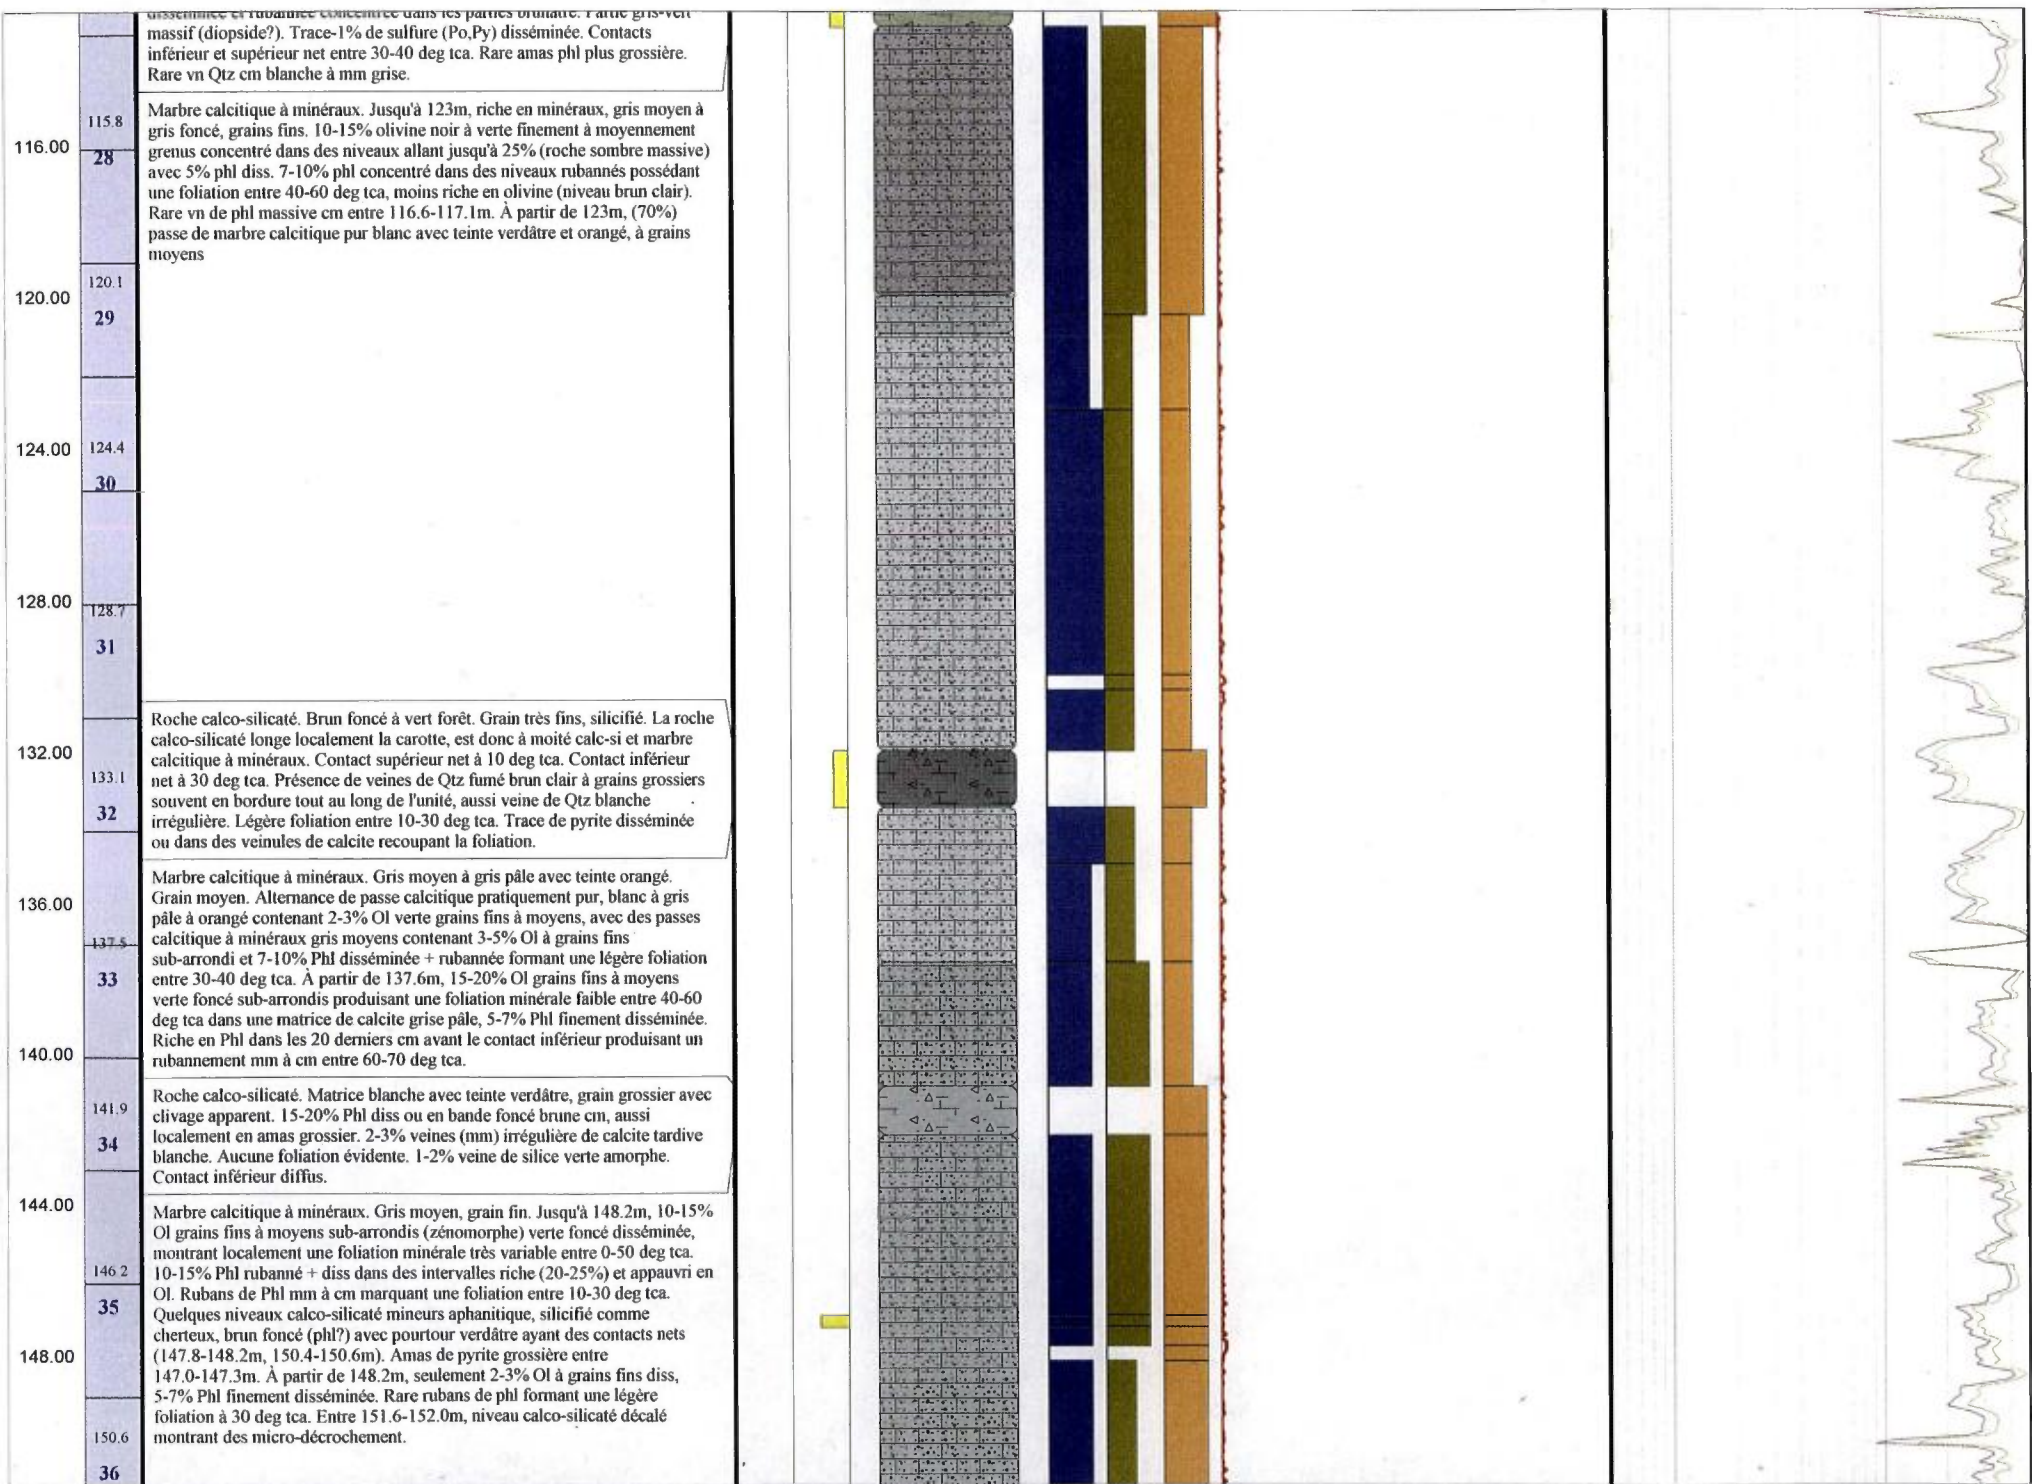 disséminée et rubannée concentrée dans les parties brunâtre. Partie gris-vert
massif (diopside?). Trace-1% de sulfure (Po,Py) disséminée. Contacts
inférieur et supérieur net entre 30-40 deg tca. Rare amas phl plus grossière.
Rare vn Qtz cm blanche à mm grise.
115.8
116.00
28
Marbre calcitique à minéraux. Jusqu'à 123m, riche en minéraux, gris moyen à
gris foncé, grains fins. 10-15% olivine noir à verte finement à moyennement
grenus concentré dans des niveaux allant jusqu'à 25% (roche sombre massive)
avec 5% phl diss. 7-10% phl concentré dans des niveaux rubannés possédant
une foliation entre 40-60 deg tca, moins riche en olivine (niveau brun clair).
Rare vn de phl massive cm entre 116.6-117.1m. À partir de 123m, (70%)
passe de marbre calcitique pur blanc avec teinte verdâtre et orangé, à grains
moyens
120.1
120.00
29
124.00
124.4
30
128.00
128.7
31
Roche calco-silicaté. Brun foncé à vert forêt. Grain très fins, silicifié. La roche
calco-silicaté longe localement la carotte, est donc à moité calc-si et marbre
calcitique à minéraux. Contact supérieur net à 10 deg tca. Contact inférieur
net à 30 deg tca. Présence de veines de Qtz fumé brun clair à grains grossiers
souvent en bordure tout au long de l'unité, aussi veine de Qtz blanche
irrégulière. Légère foliation entre 10-30 deg tca. Trace de pyrite disséminée
ou dans des veinules de calcite recoupant la foliation.
132.00
133.1
32
Marbre calcitique à minéraux. Gris moyen à gris pâle avec teinte orangé.
Grain moyen. Alternance de passe calcitique pratiquement pur, blanc à gris
pâle à orangé contenant 2-3% Ol verte grains fins à moyens, avec des passes
calcitique à minéraux gris moyens contenant 3-5% Ol à grains fins
sub-arrondi et 7-10% Phl disséminée + rubannée formant une légère foliation
entre 30-40 deg tca. À partir de 137.6m, 15-20% Ol grains fins à moyens
verte foncé sub-arrondis produisant une foliation minérale faible entre 40-60
deg tca dans une matrice de calcite grise pâle, 5-7% Phl finement disséminée.
Riche en Phl dans les 20 derniers cm avant le contact inférieur produisant un
rubannement mm à cm entre 60-70 deg tca.
136.00
137.5
33
140.00
Roche calco-silicaté. Matrice blanche avec teinte verdâtre, grain grossier avec
clivage apparent. 15-20% Phl diss ou en bande foncé brune cm, aussi
localement en amas grossier. 2-3% veines (mm) irrégulière de calcite tardive
blanche. Aucune foliation évidente. 1-2% veine de silice verte amorphe.
Contact inférieur diffus.
141.9
34
144.00
Marbre calcitique à minéraux. Gris moyen, grain fin. Jusqu'à 148.2m, 10-15%
Ol grains fins à moyens sub-arrondis (zénomorphe) verte foncé disséminée,
montrant localement une foliation minérale très variable entre 0-50 deg tca.
10-15% Phl rubanné + diss dans des intervalles riche (20-25%) et appauvri en
Ol. Rubans de Phl mm à cm marquant une foliation entre 10-30 deg tca.
Quelques niveaux calco-silicaté mineurs aphanitique, silicifié comme
cherteux, brun foncé (phl?) avec pourtour verdâtre ayant des contacts nets
(147.8-148.2m, 150.4-150.6m). Amas de pyrite grossière entre
147.0-147.3m. À partir de 148.2m, seulement 2-3% Ol à grains fins diss,
5-7% Phl finement disséminée. Rare rubans de phl formant une légère
foliation à 30 deg tca. Entre 151.6-152.0m, niveau calco-silicaté décalé
montrant des micro-décrochement.
146.2
35
148.00
150.6
36